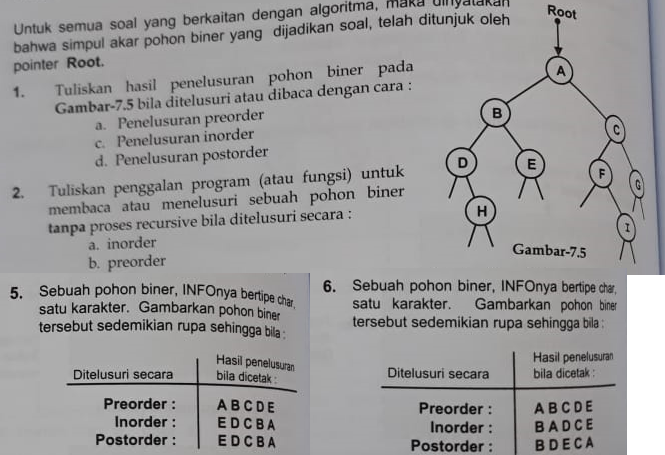 Untuk semua soal yang berkaitan dengan algoritma, maka dinyatakan
bahwa simpul akar pohon biner yang dijadikan soal, telah ditunjuk oleh
pointer Root.
1. Tuliskan hasil penelusuran pohon biner pada
Gambar-7.5 bila ditelusuri atau dibaca dengan cara :
a. Penelusuran preorder
c. Penelusuran inorder
d. Penelusuran postorder
2. Tuliskan penggalan program (atau fungsi) untuk
membaca atau menelusuri sebuah pohon biner
tanpa proses recursive bila ditelusuri secara :
a. inorder
b. preorder
Root
A
B
C
D
E
F
G
H
I
Gambar-7.5
5. Sebuah pohon biner, INFOnya bertipe char,
satu karakter. Gambarkan pohon biner
tersebut sedemikian rupa sehingga bila :
Ditelusuri secara
Hasil penelusuran
bila dicetak :
Preorder : A B C D E
Inorder : E D C B A
Postorder : E D C B A
6. Sebuah pohon biner, INFOnya bertipe char,
satu karakter. Gambarkan pohon biner
tersebut sedemikian rupa sehingga bila :
Ditelusuri secara
Hasil penelusuran
bila dicetak :
Preorder : A B C D E
Inorder : B A D C E
Postorder : B D E C A